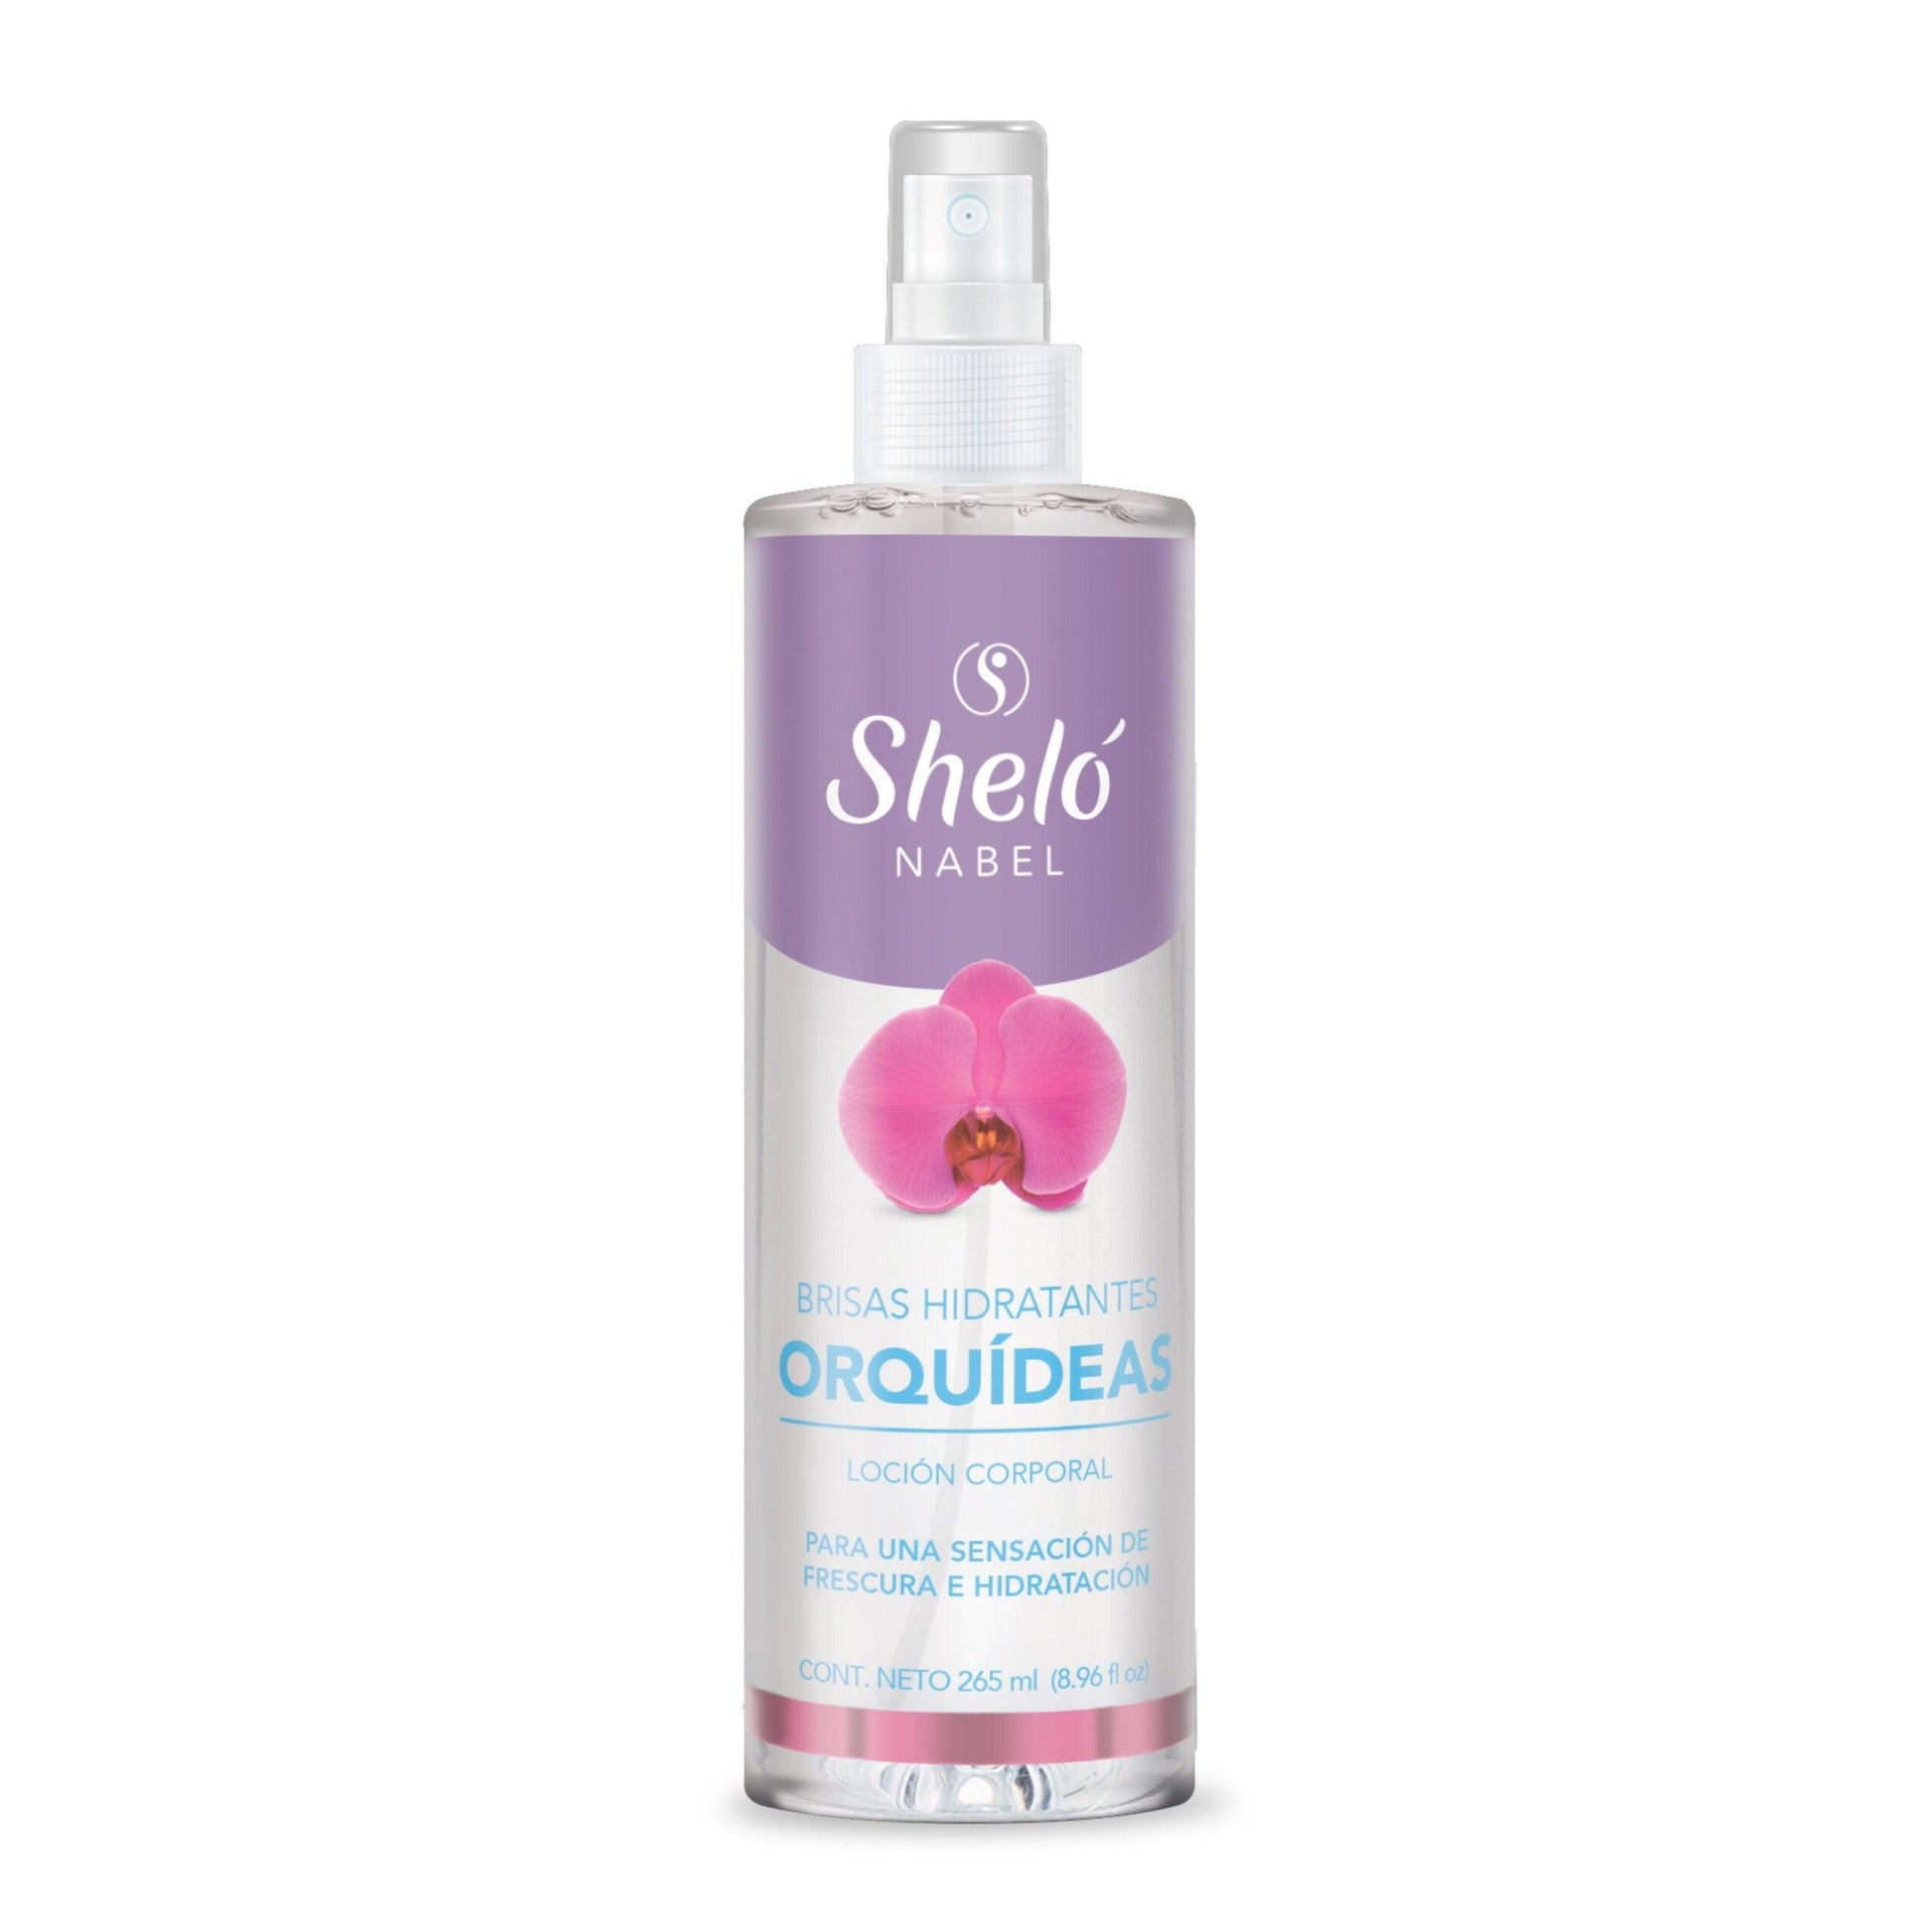 Sheló
NABEL
BRISAS HIDRATANTES
ORQUÍDEAS
LOCIÓN CORPORAL
PARA UNA SENSACIÓN DE
FRESCURA E HIDRATACIÓN
CONT. NETO 265 ml (8.96 fl oz)